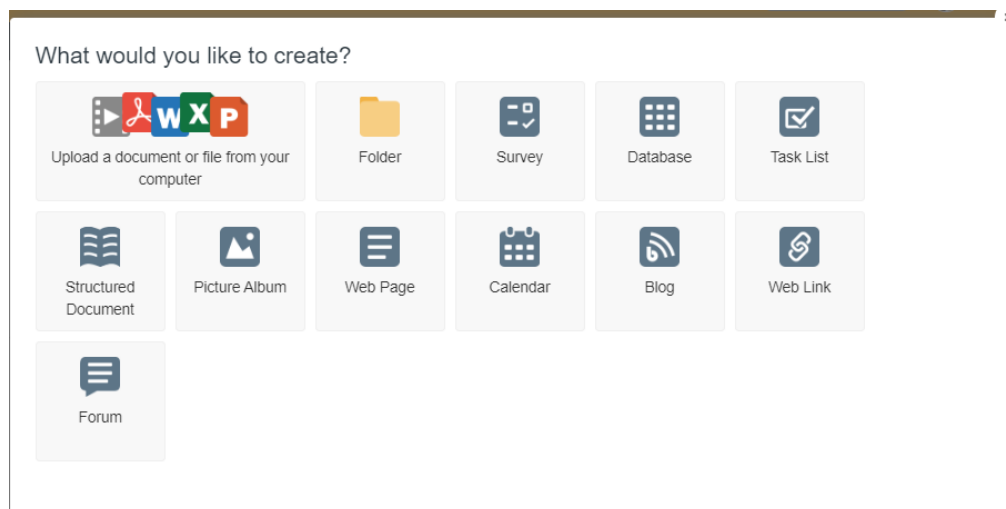 What would you like to create?
W X P
Upload a document or file from your
computer
Folder
Survey
Database
Task List
Structured
Document
Picture Album
Web Page
Calendar
Blog
Web Link
Forum